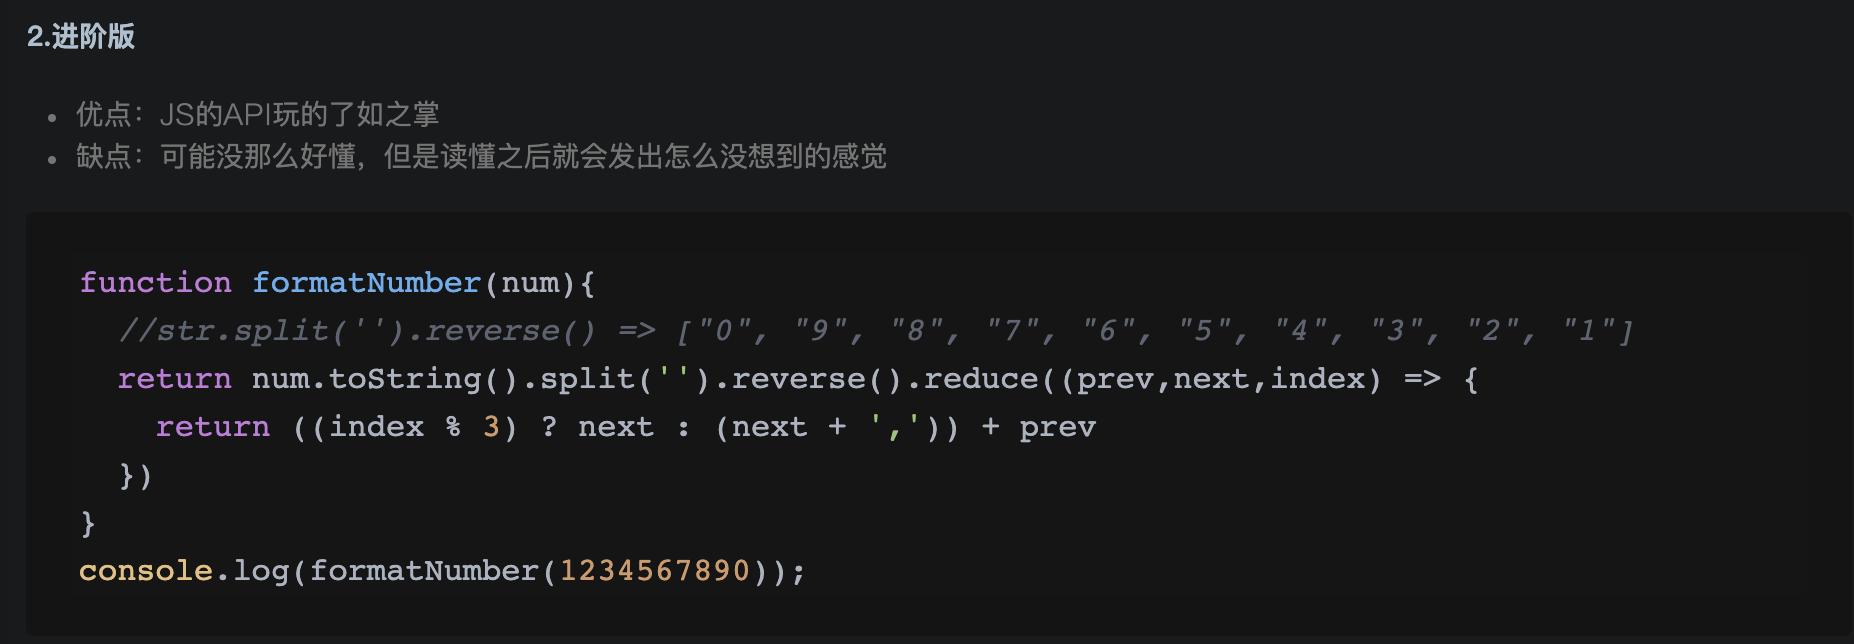 2.进阶版
• 优点：JS的API玩的了如之掌
• 缺点：可能没那么好懂，但是读懂之后就会发出怎么没想到的感觉
function formatNumber(num){
  //str.split('').reverse() => ["0", "9", "8", "7", "6", "5", "4", "3", "2", "1"]
  return num.toString().split('').reverse().reduce((prev,next,index) => {
    return ((index % 3) ? next : (next + ',')) + prev
  })
}
console.log(formatNumber(1234567890));